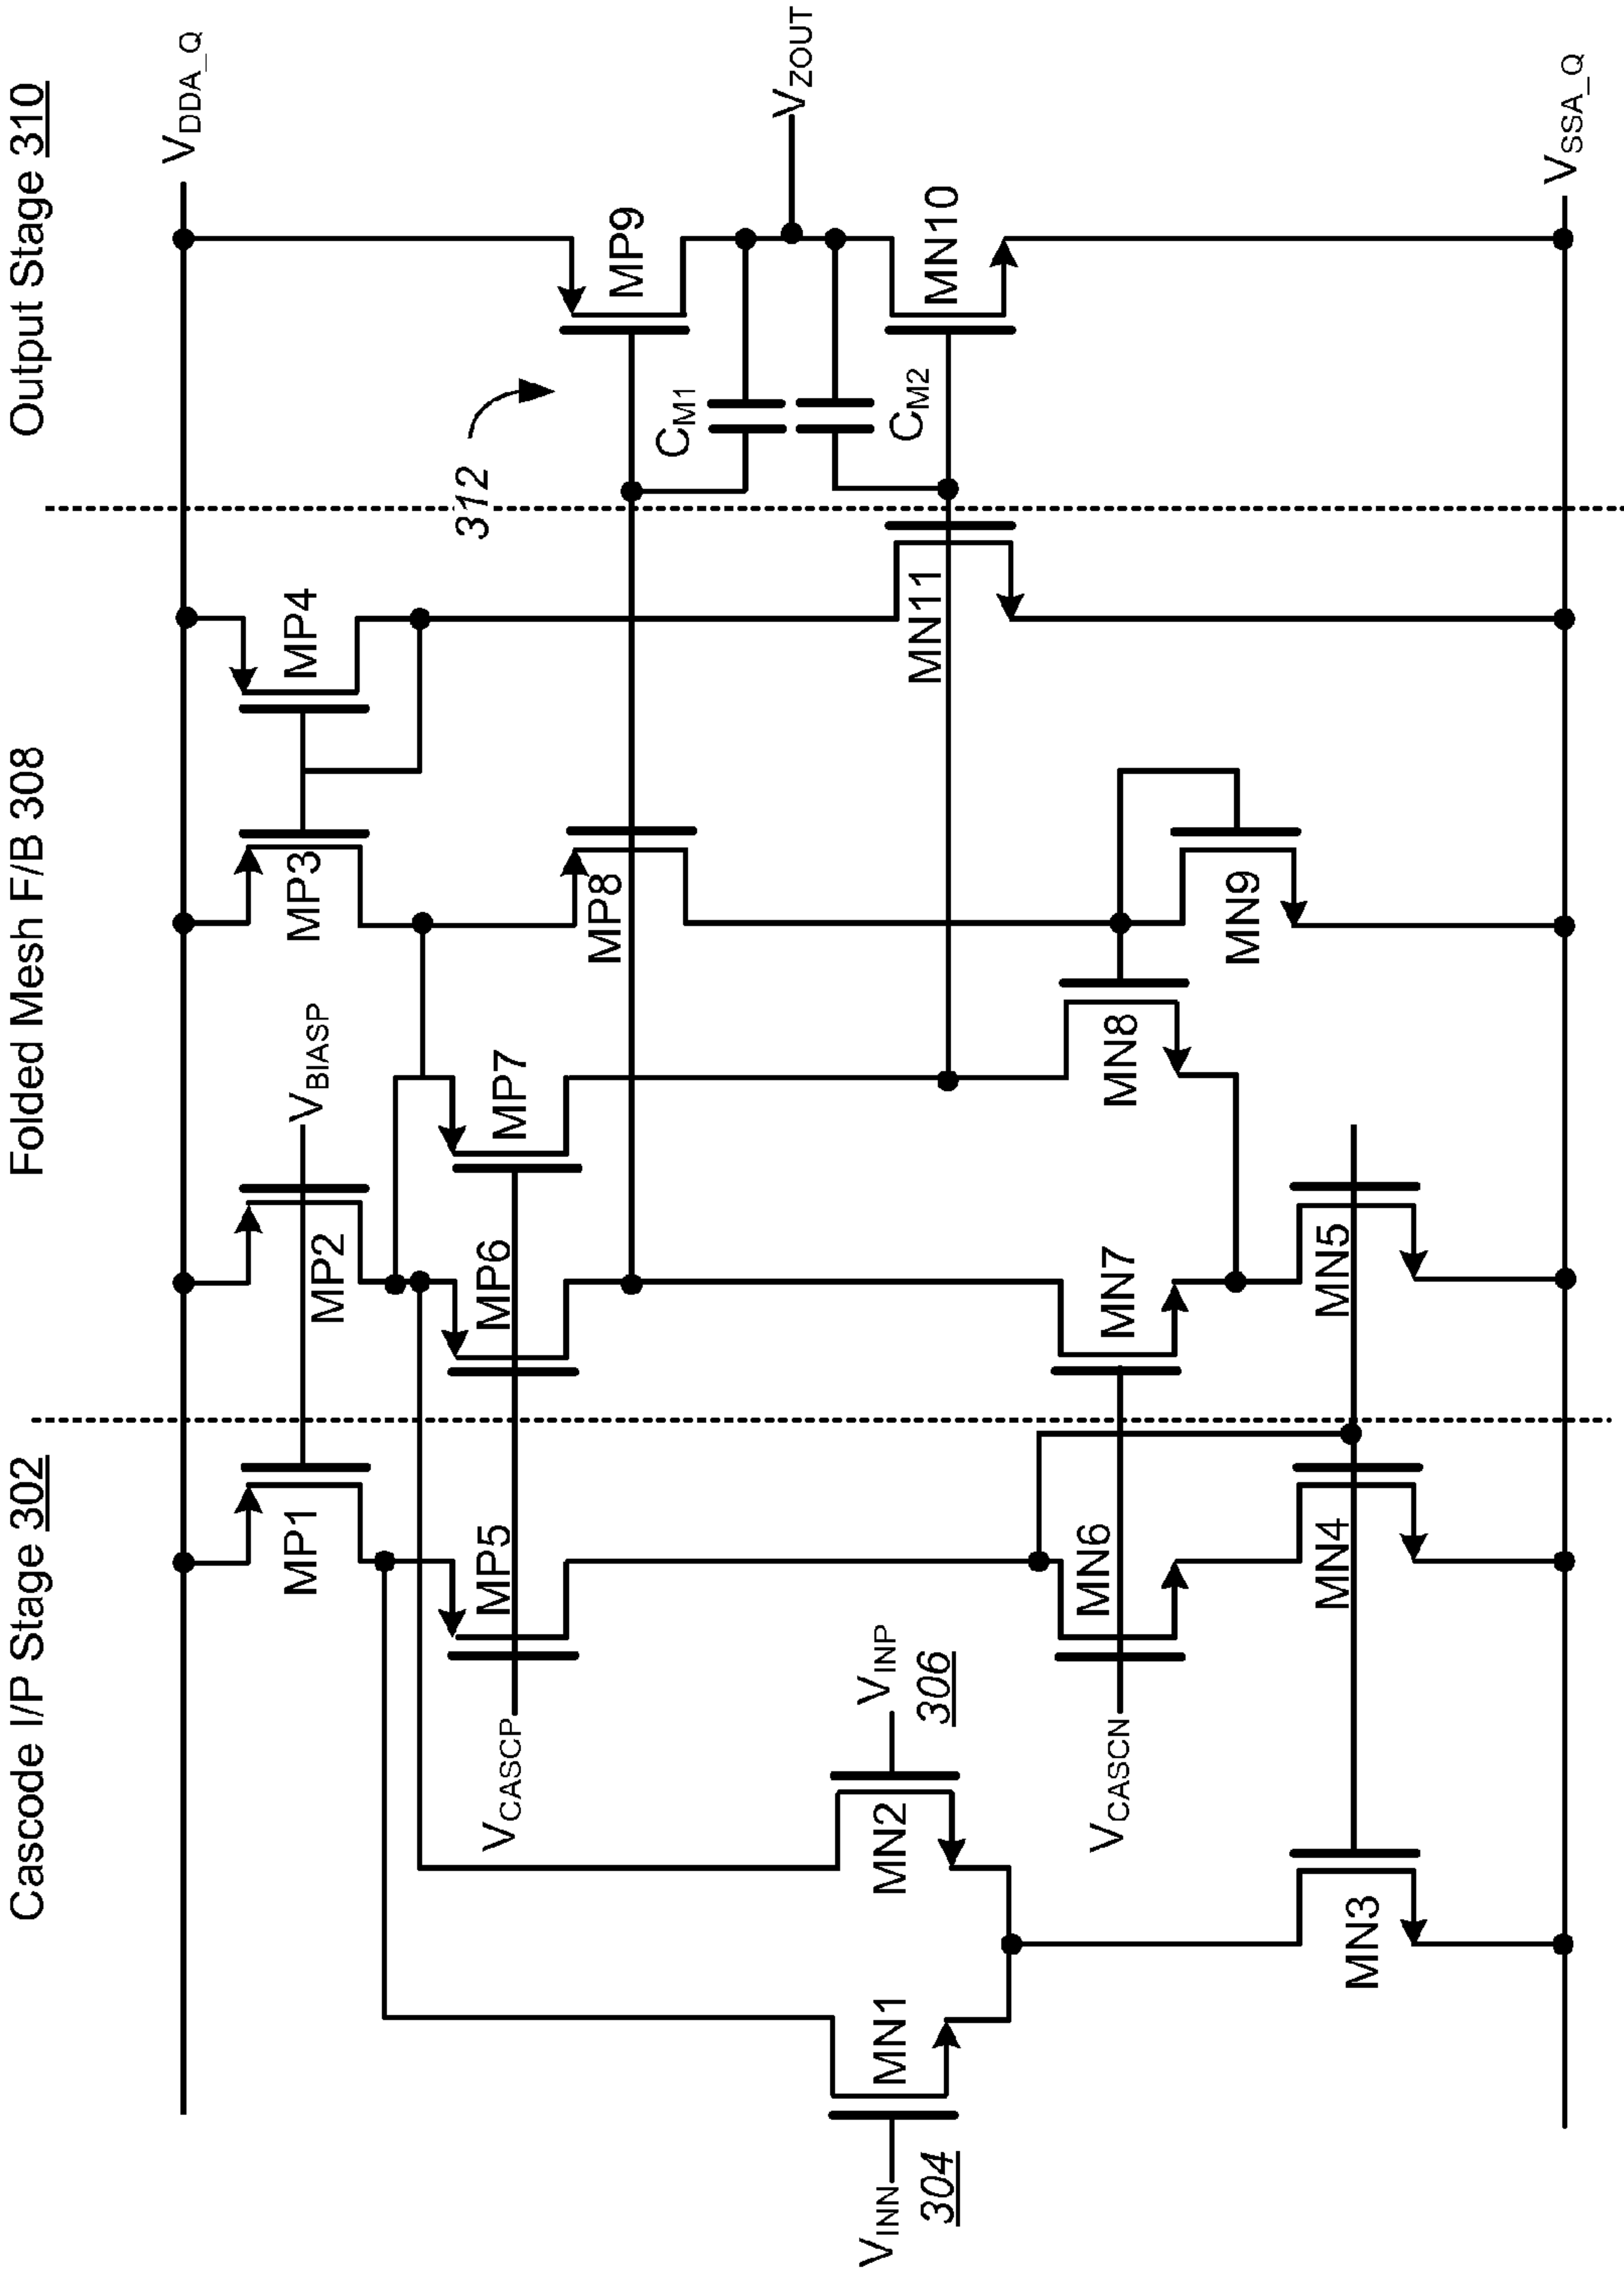 Cascode I/P Stage 302
Folded Mesh F/B 308
Output Stage 310
VDDA_Q
VBIASP
MP1
MP2
MP3
MP4
MP5
MP6
MP7
MP8
MP9
312
VCASCP
CM1
VZOUT
VINN
304
MN1
MN2
VINP
306
CM2
MN10
MN11
VCASCN
MN6
MN7
MN8
MN9
MN3
MN4
MN5
VSSA_Q